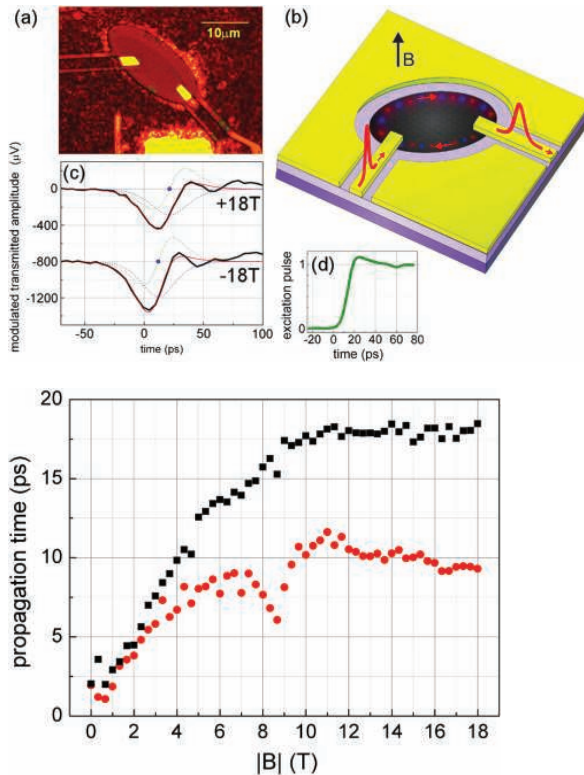 (a)
10μm
(b)
B
(c)
modulated transmitted amplitude (μV)
0
-400
-800
-1200
+18T
-18T
-50
0
50
100
time (ps)
(d)
excitation pulse
1
0
-20
0
20
40
60
80
time (ps)
20
15
10
5
0
propagation time (ps)
0
2
4
6
8
10
12
14
16
18
|B| (T)